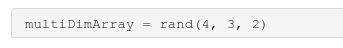 multiDimArray = rand(4, 3, 2)